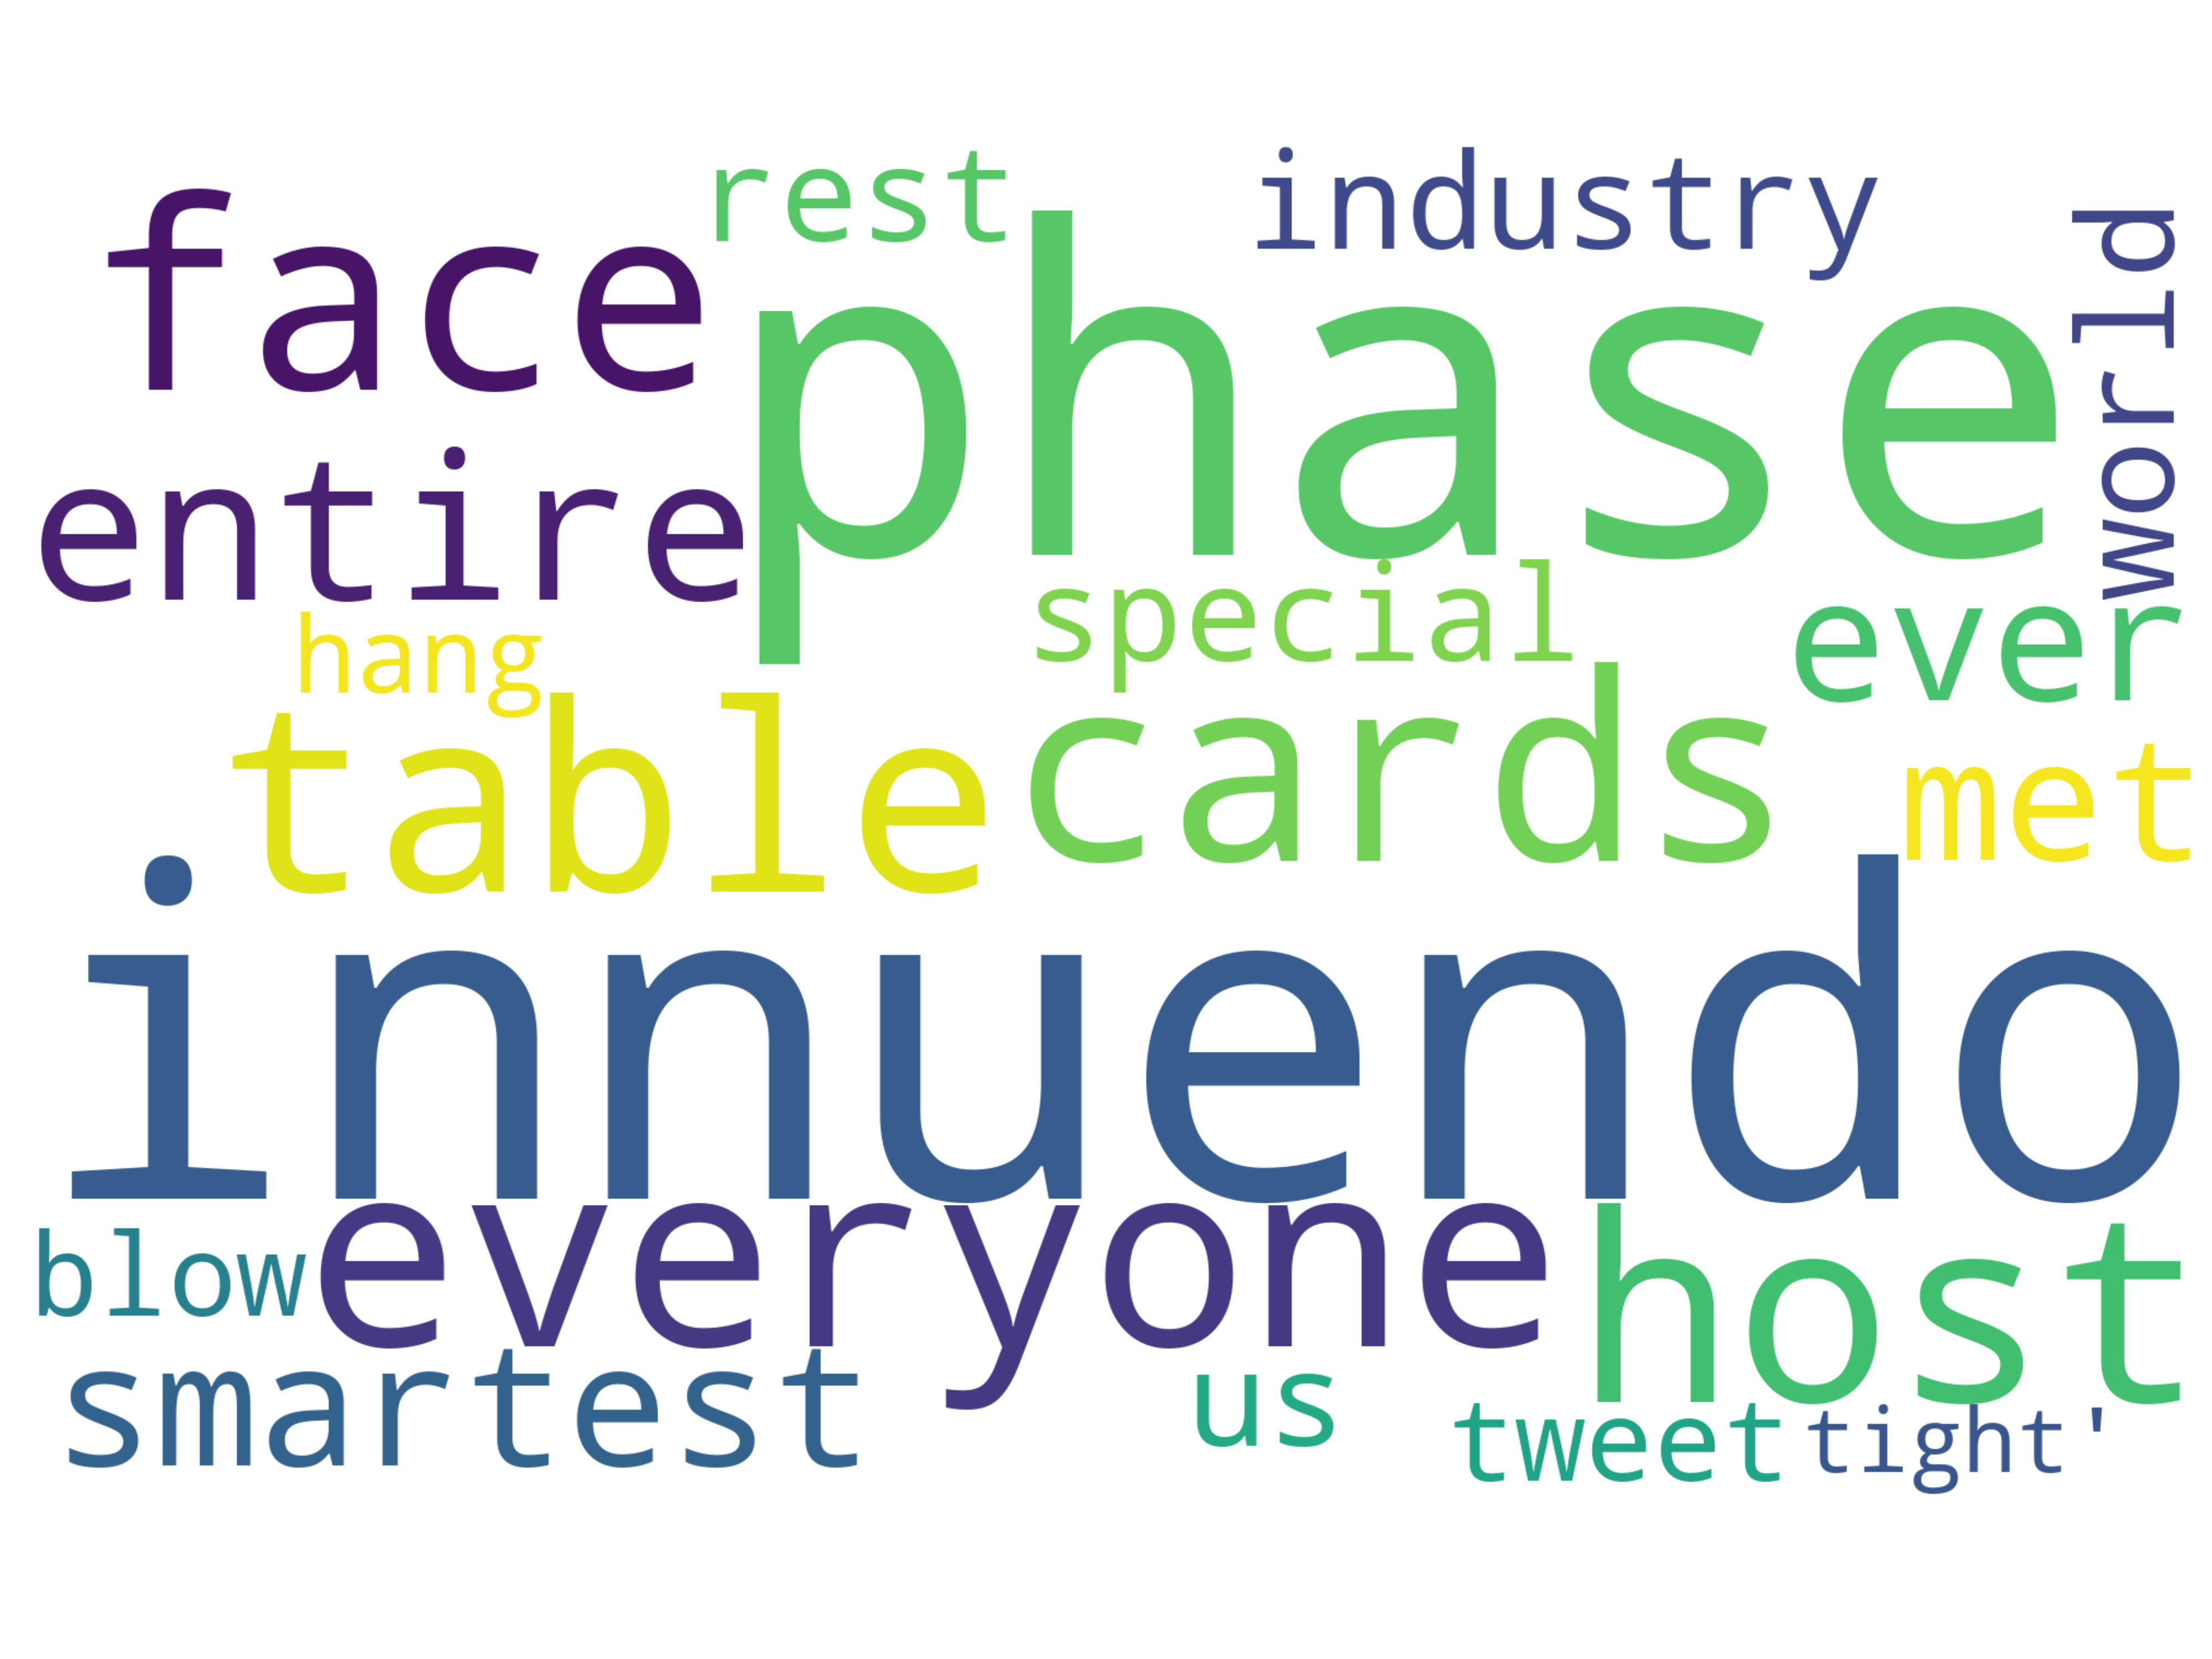 rest industry
face phase world
entire
hang special ever
table cards met
innuendo
blow everyone host
smartest us tweet tight'